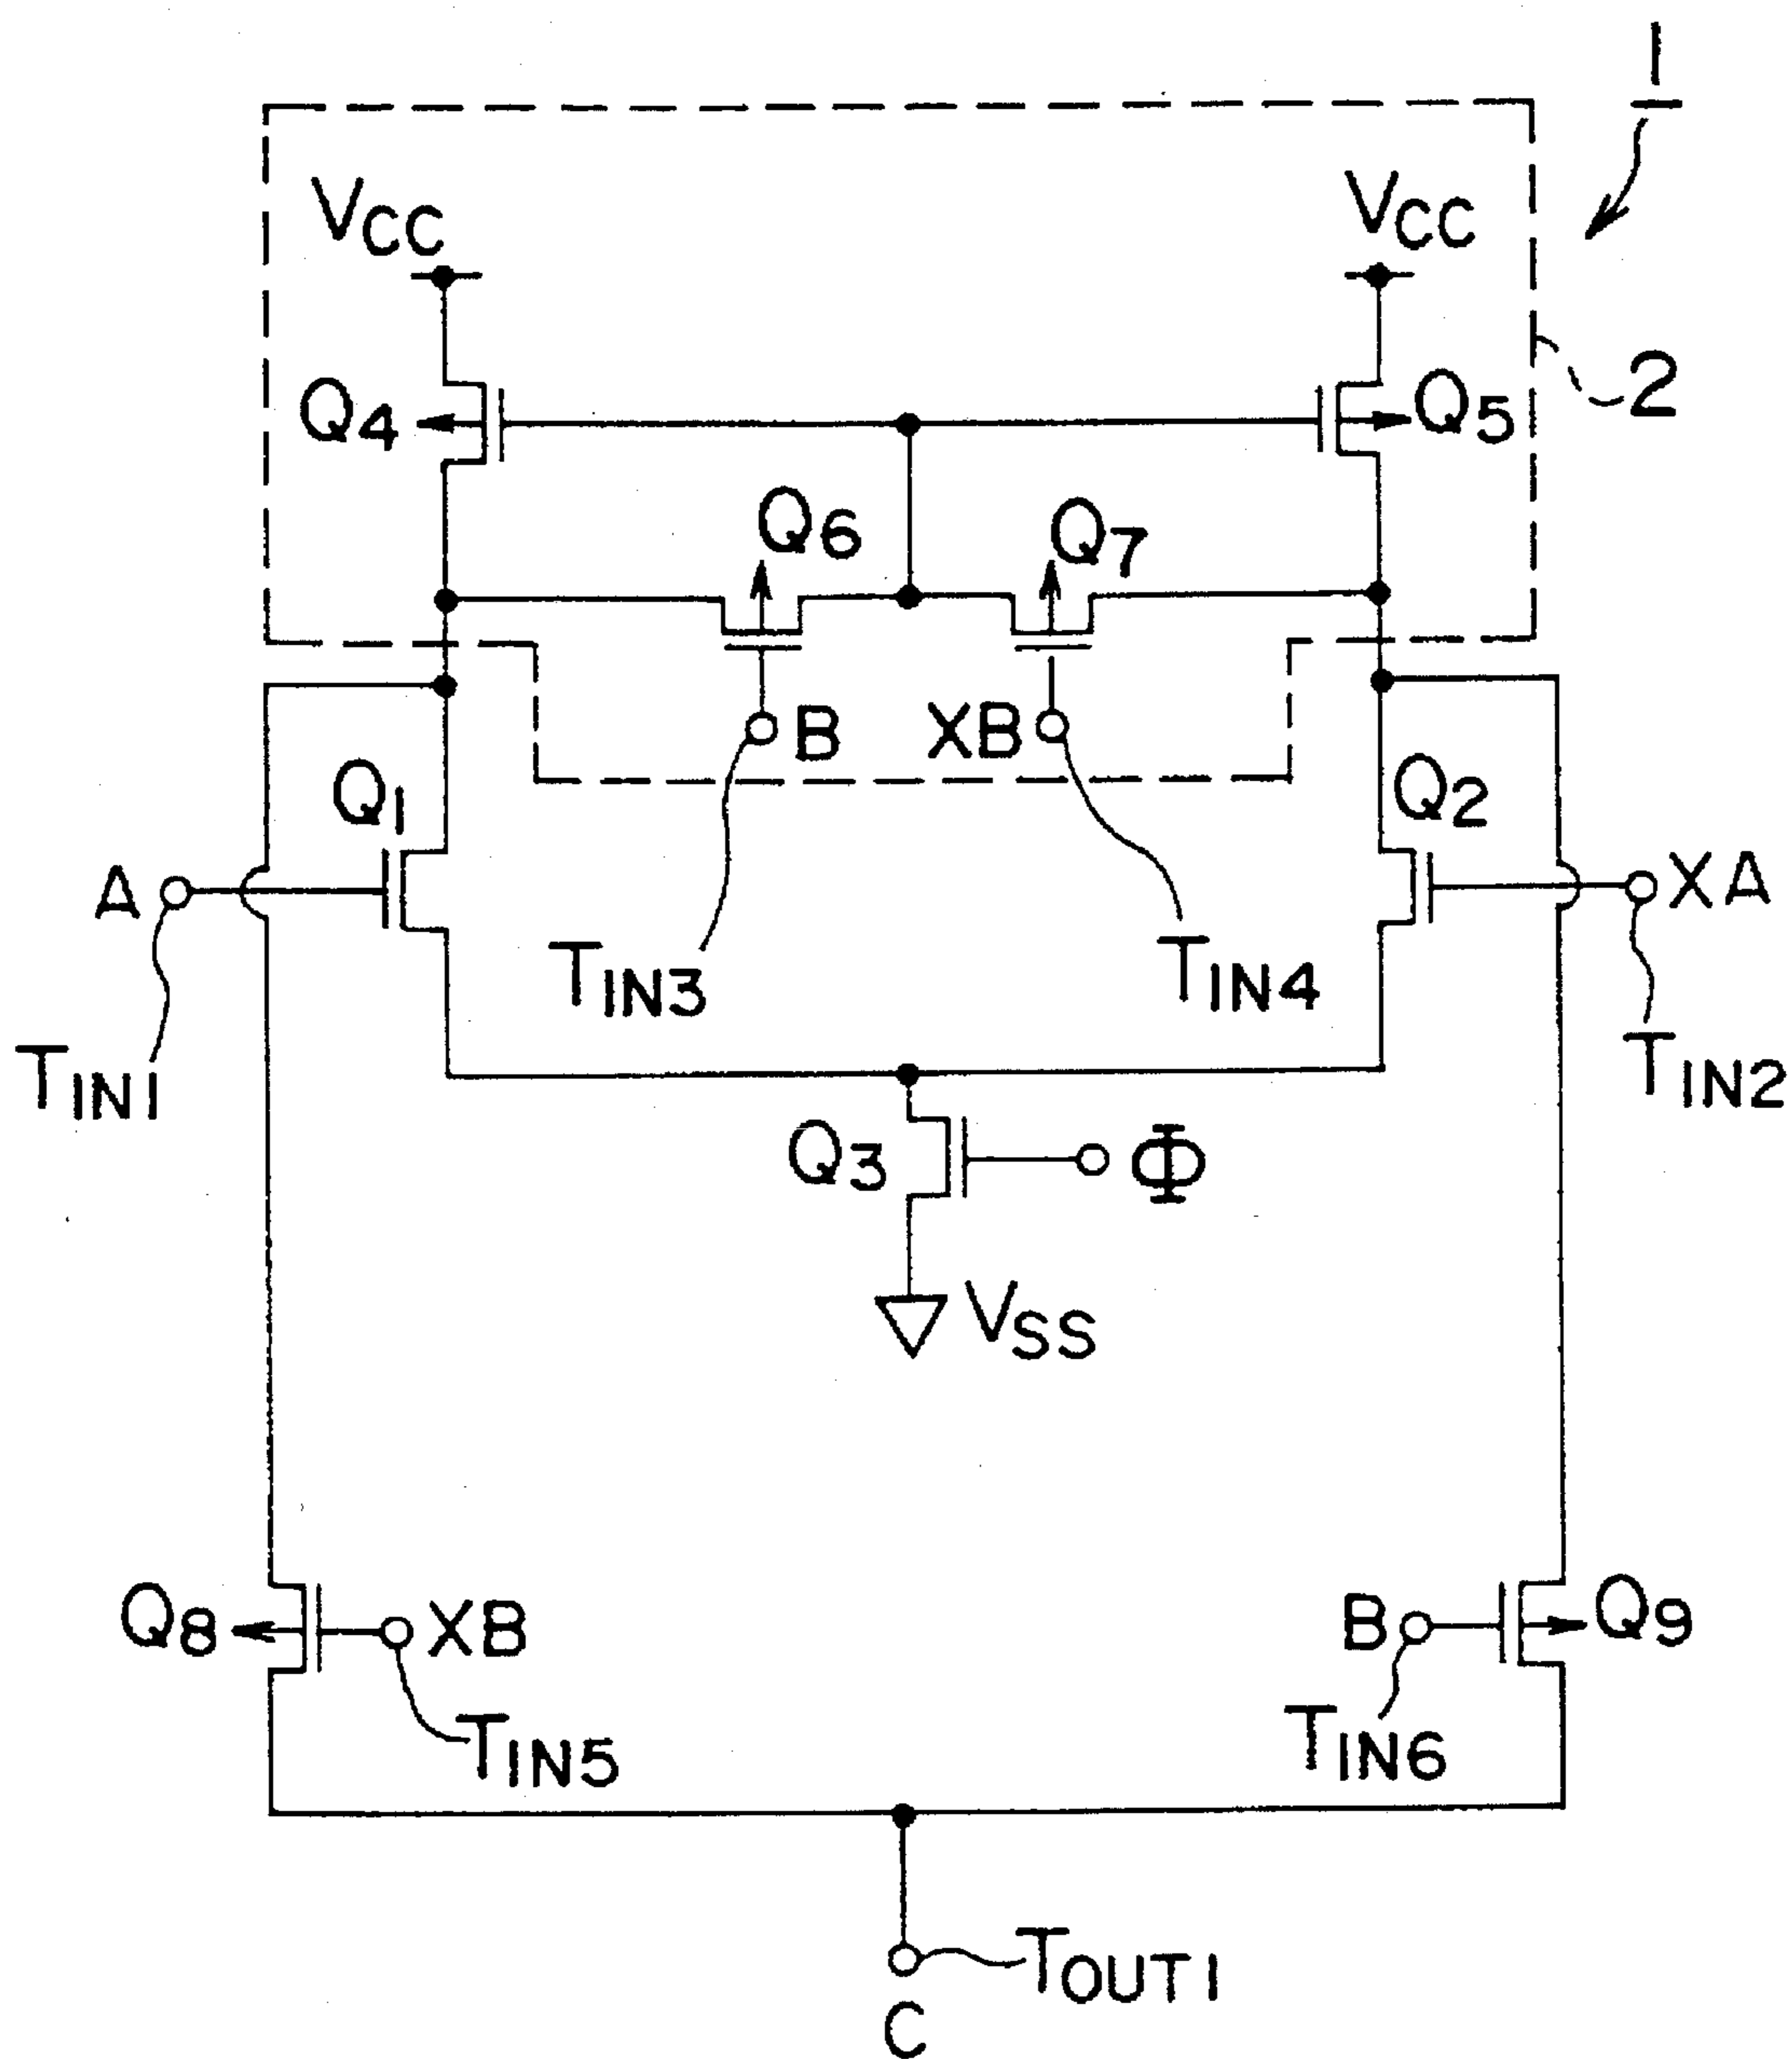 1
VCC VCC
Q4 Q5 2
Q6 Q7
B XB
Q1 Q2
A XA
TIN3 TIN4
TIN1 TIN2
Q3 Φ
VSS
Q8 XB B Q9
TIN5 TIN6
TOUT1
C